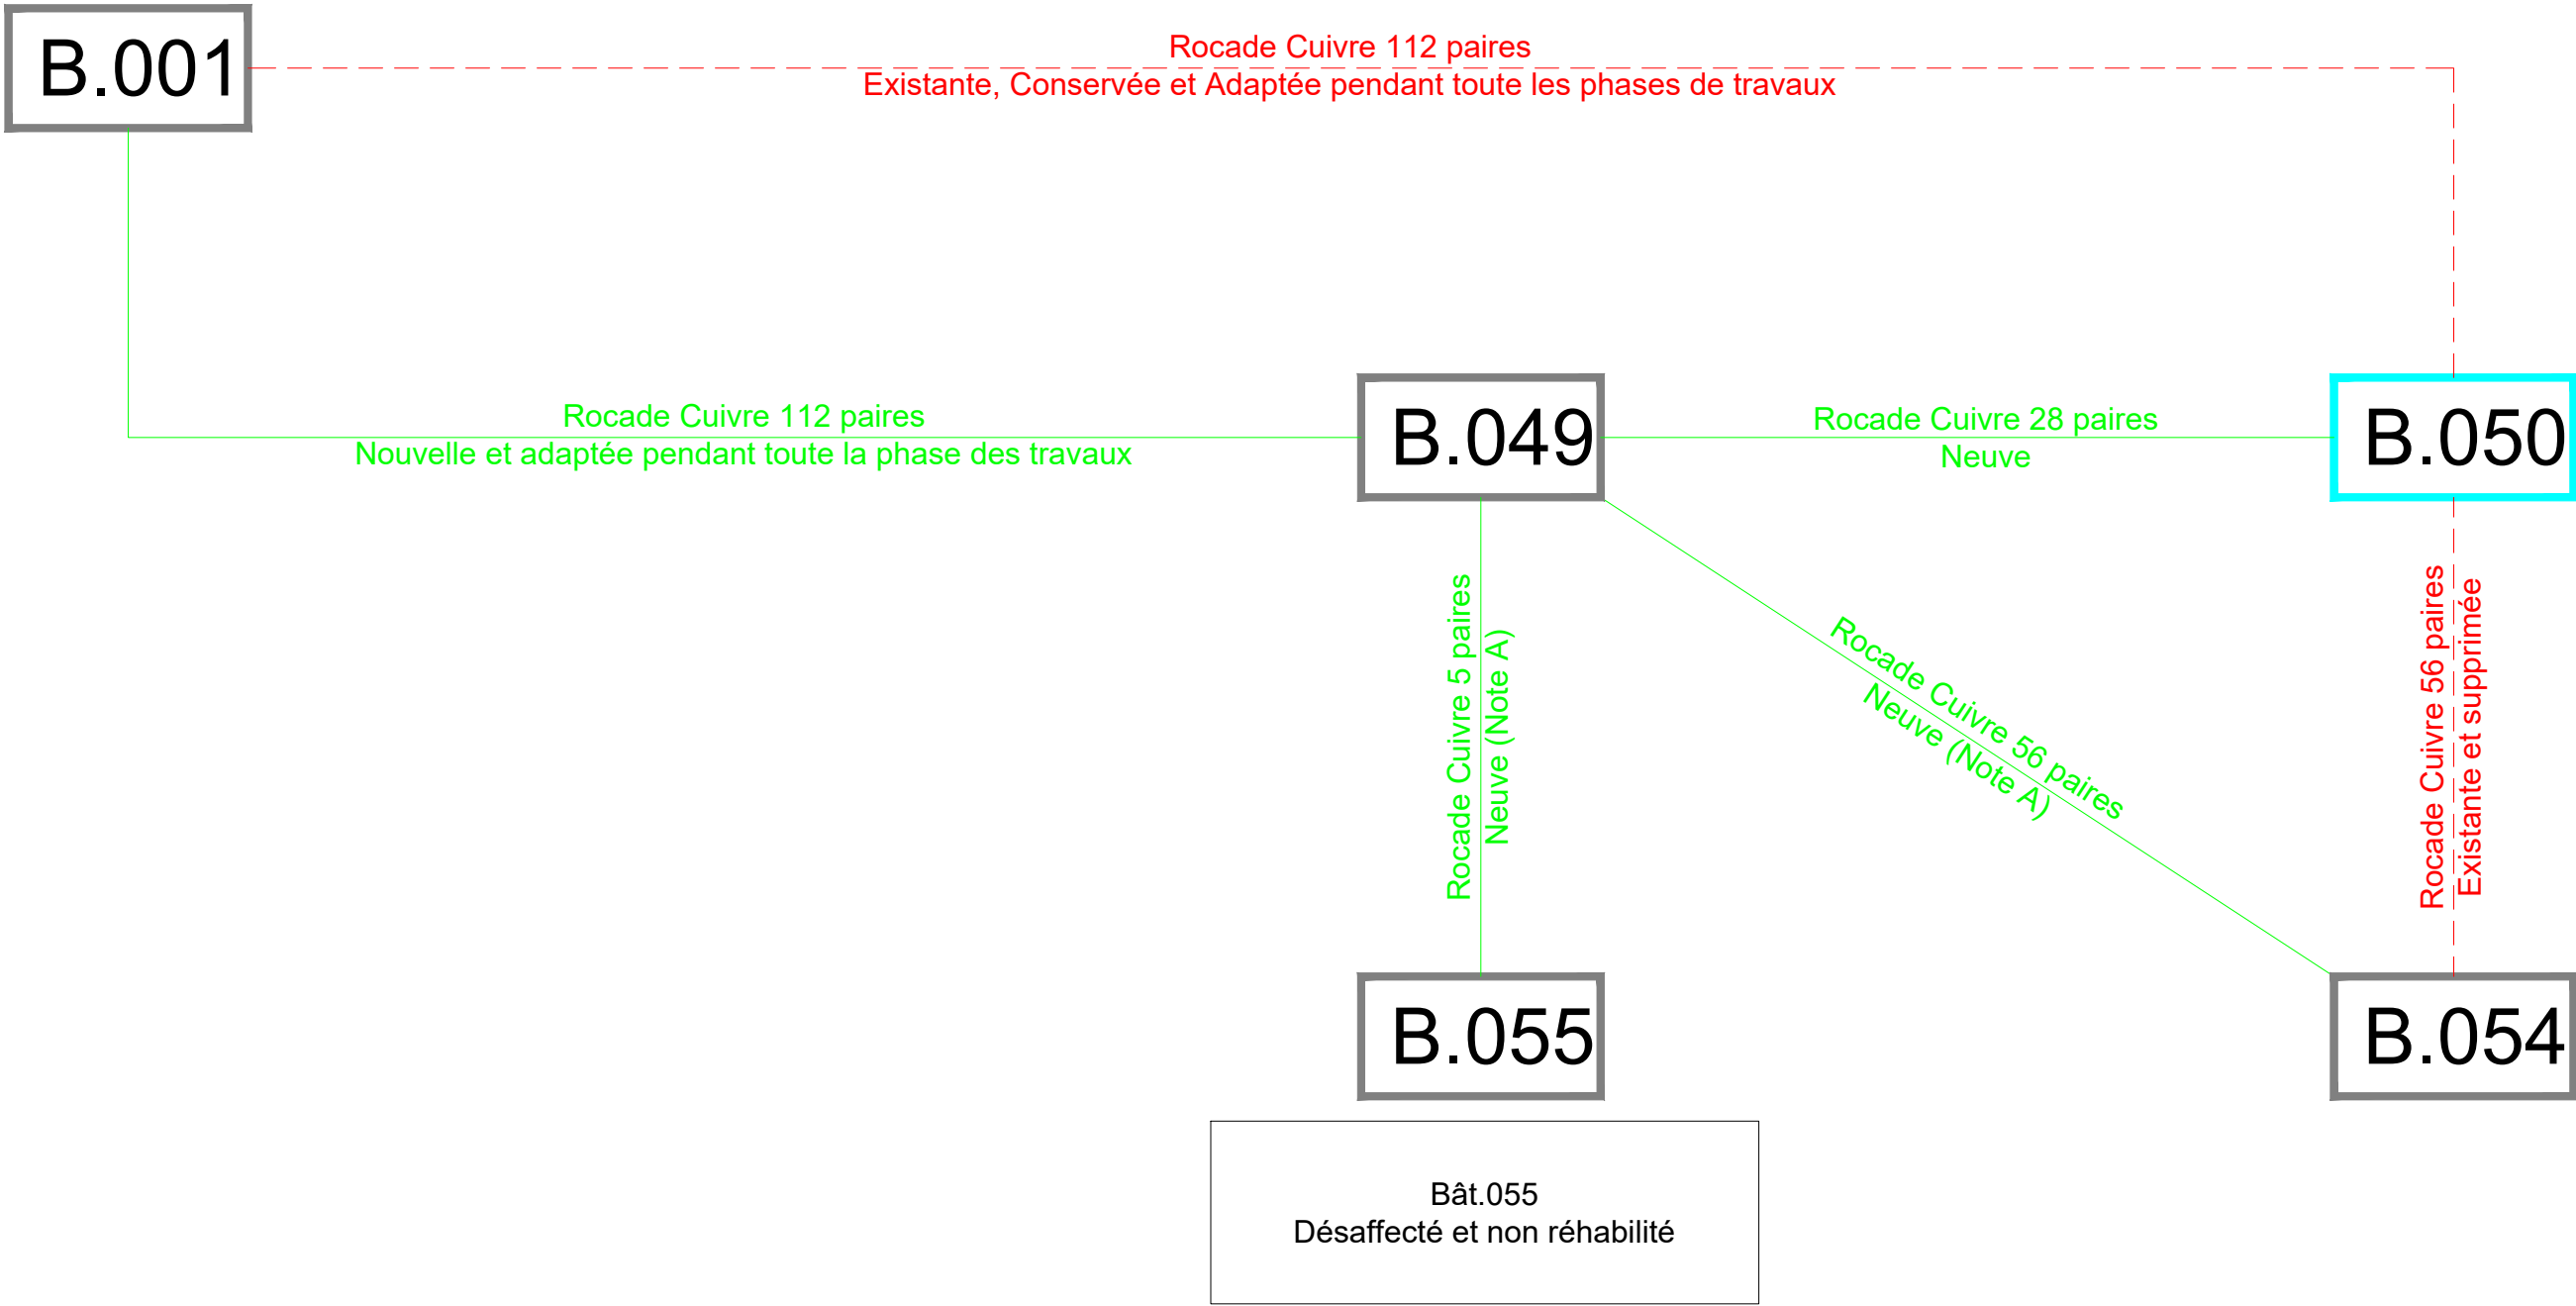 B.001
Rocade Cuivre 112 paires
Existante, Conservée et Adaptée pendant toute les phases de travaux
Rocade Cuivre 112 paires
Nouvelle et adaptée pendant toute la phase des travaux
B.049
Rocade Cuivre 28 paires
Neuve
B.050
Rocade Cuivre 5 paires
Neuve (Note A)
Rocade Cuivre 56 paires
Neuve (Note A)
Rocade Cuivre 56 paires
Existante et supprimée
B.055
B.054
Bât.055
Désaffecté et non réhabilité